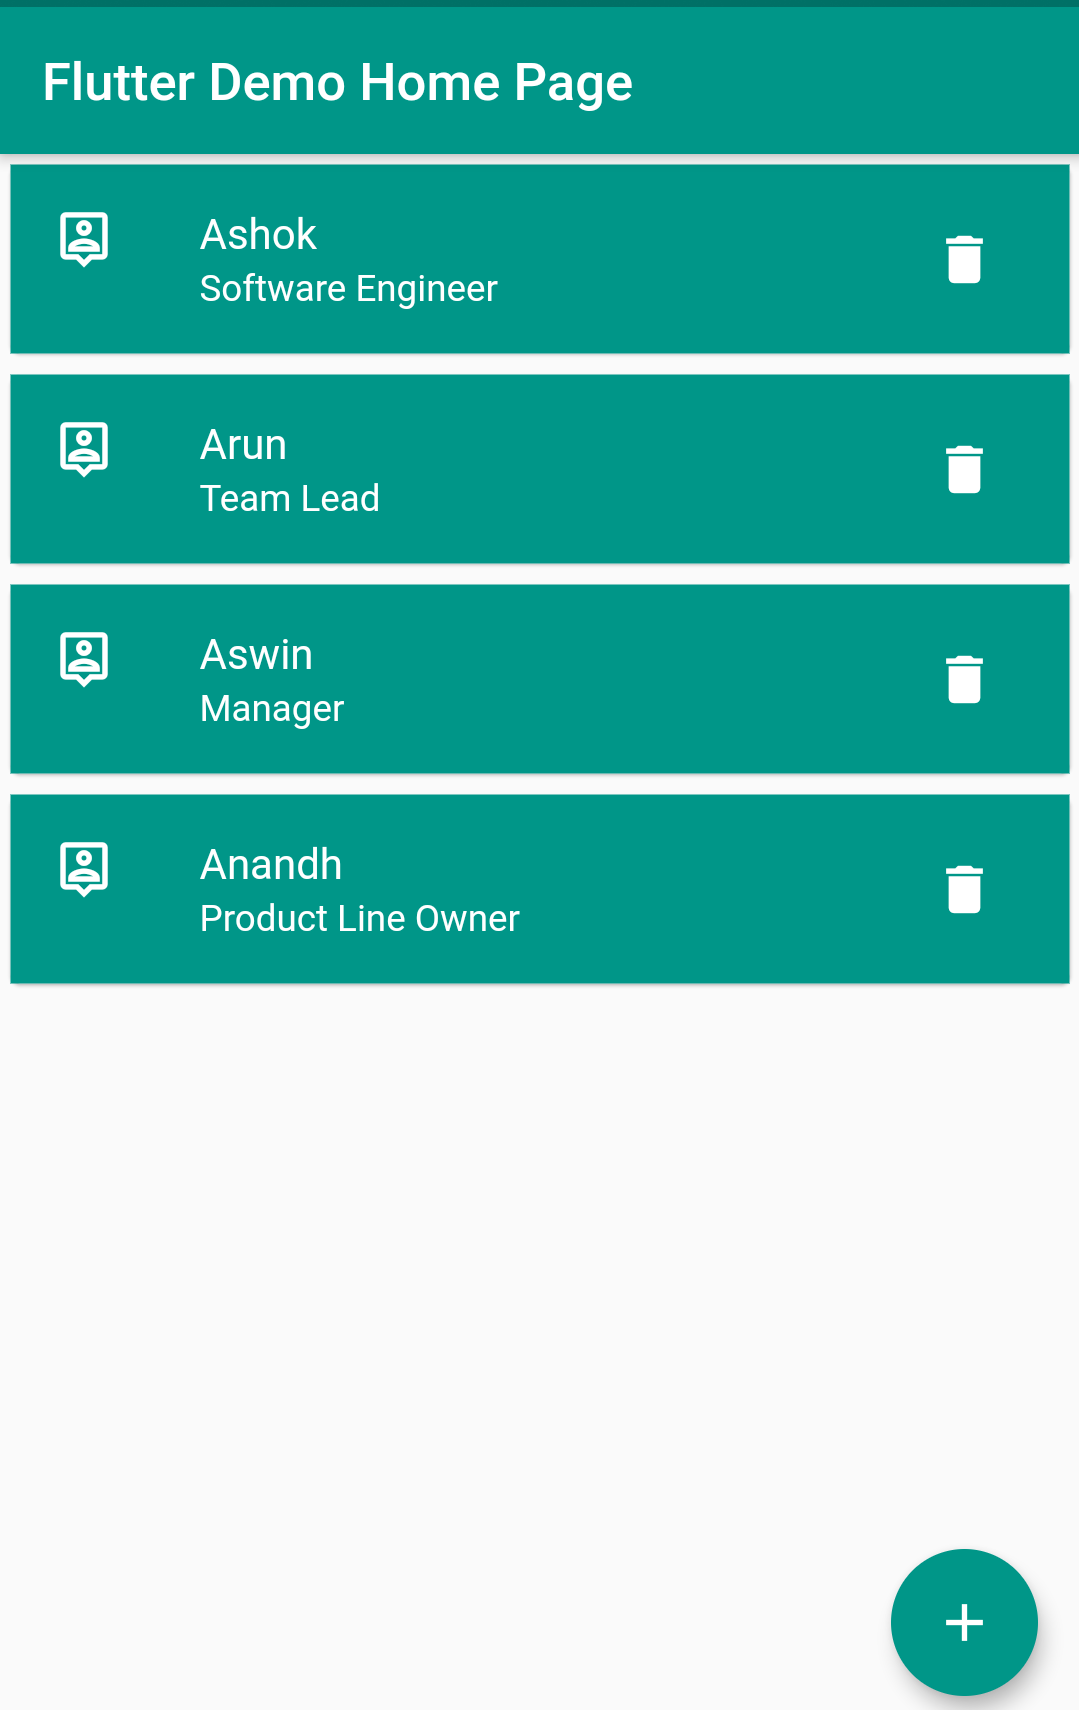 Flutter Demo Home Page
Ashok
Software Engineer
Arun
Team Lead
Aswin
Manager
Anandh
Product Line Owner